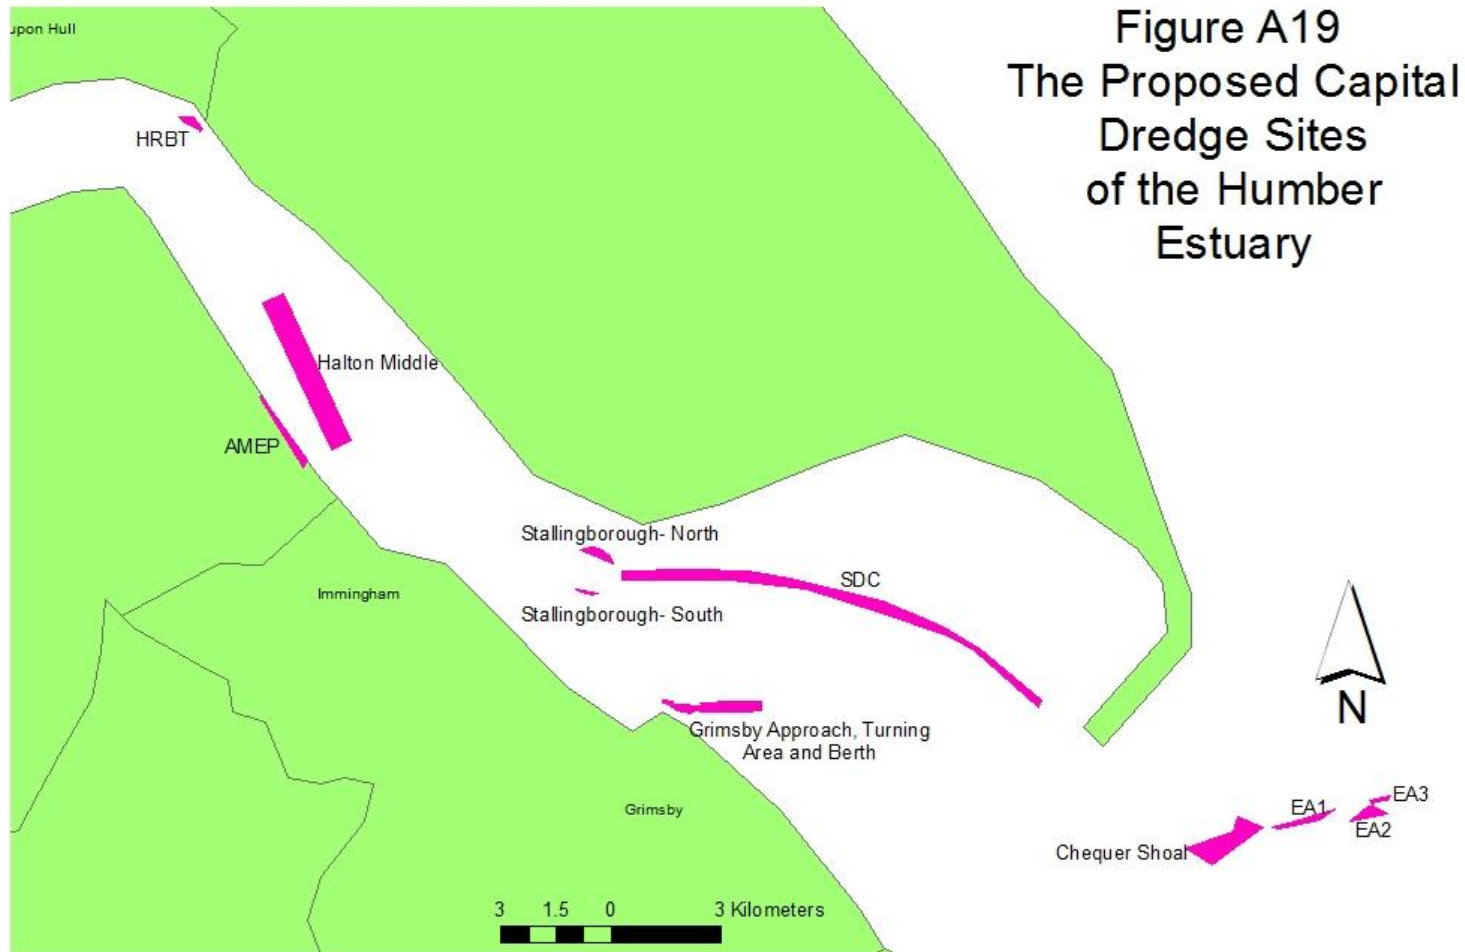 upon Hull
Figure A19
The Proposed Capital
Dredge Sites
of the Humber
Estuary
HRBT
Halton Middle
AMEP
Stallingborough- North
SDC
Immingham
Stallingborough- South
N
Grimsby Approach, Turning
Area and Berth
Grimsby
EA3
EA1
EA2
Chequer Shoal
3 1.5 0 3 Kilometers